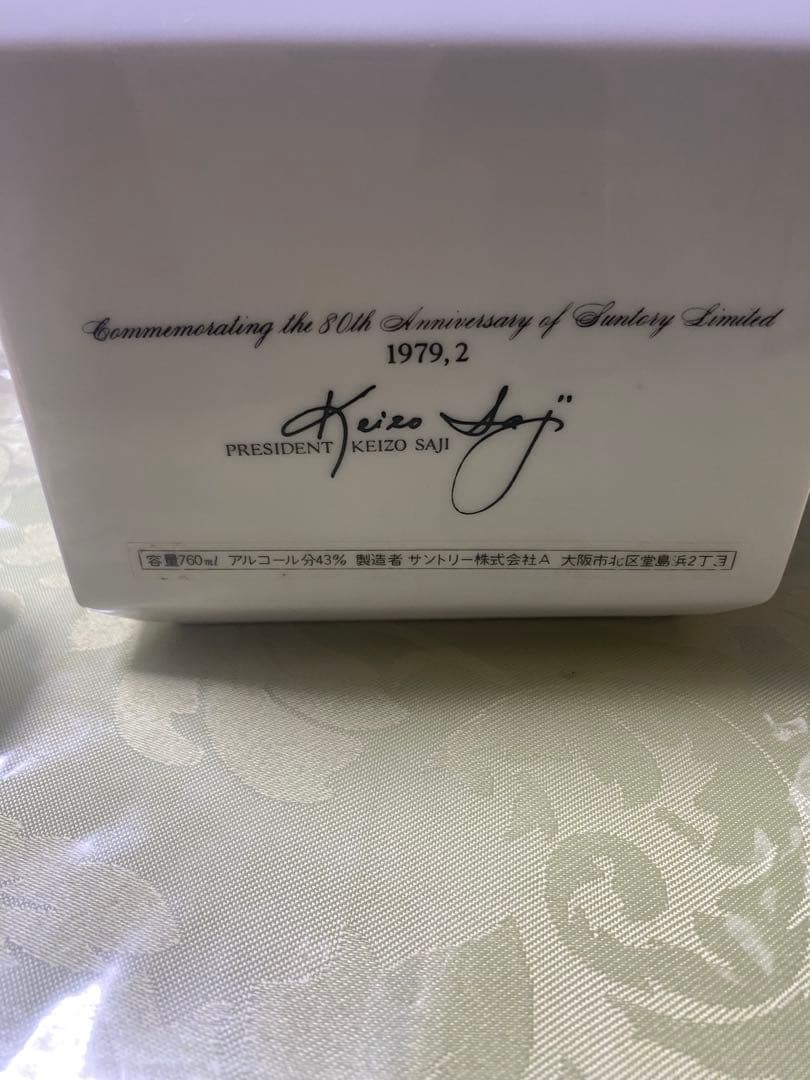 Commemorating the 80th Anniversary of Suntory Limited
1979,2
Keizo Saji
PRESIDENT KEIZO SAJI
容量760ml アルコール分43% 製造者 サントリー株式会社A 大阪市北区堂島浜2丁